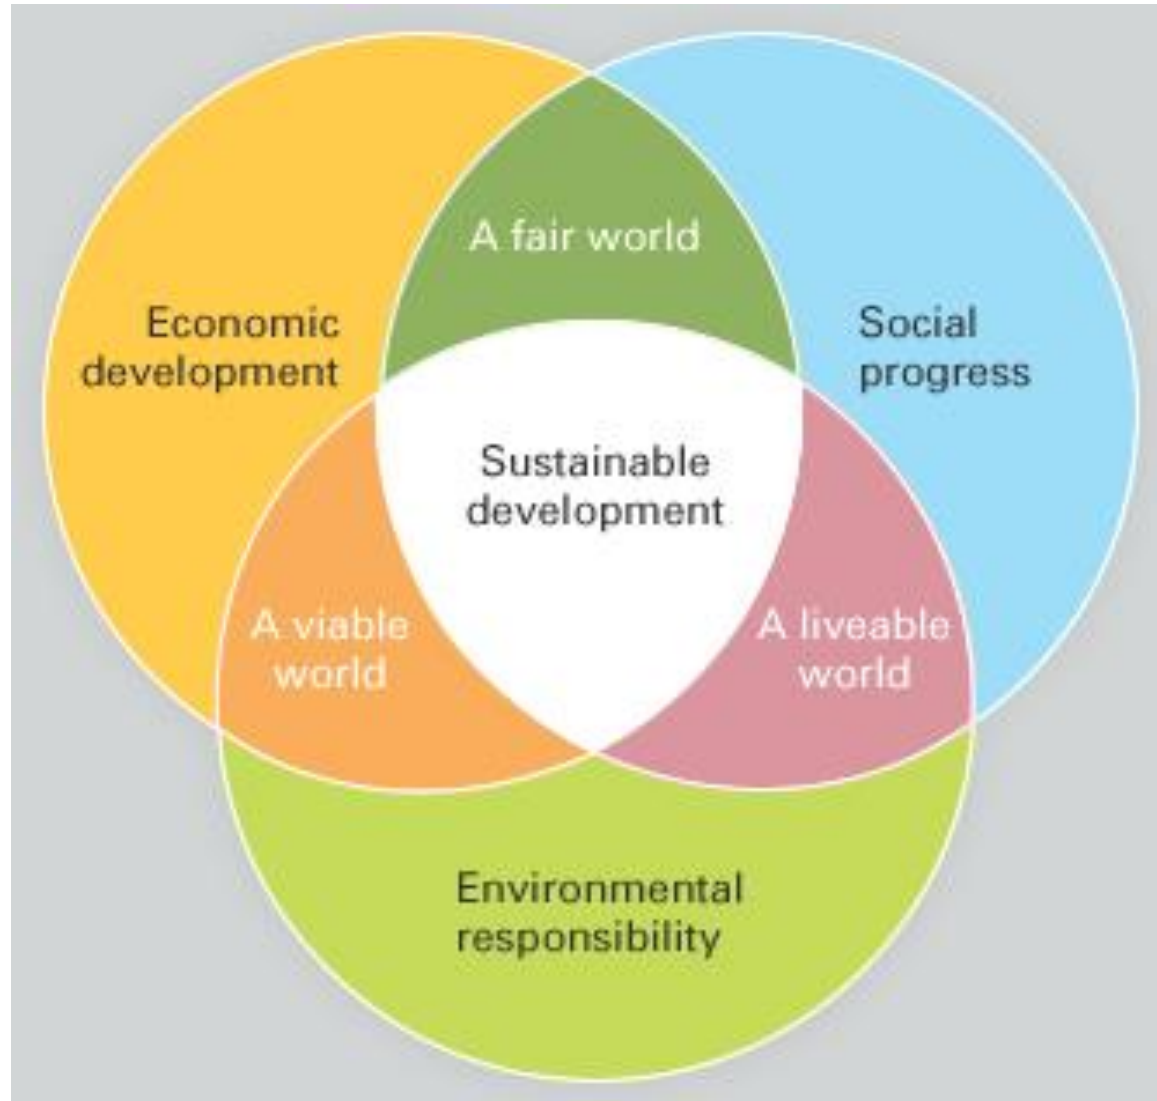 A fair world
Economic
development
Social
progress
Sustainable
development
A viable
world
A liveable
world
Environmental
responsibility